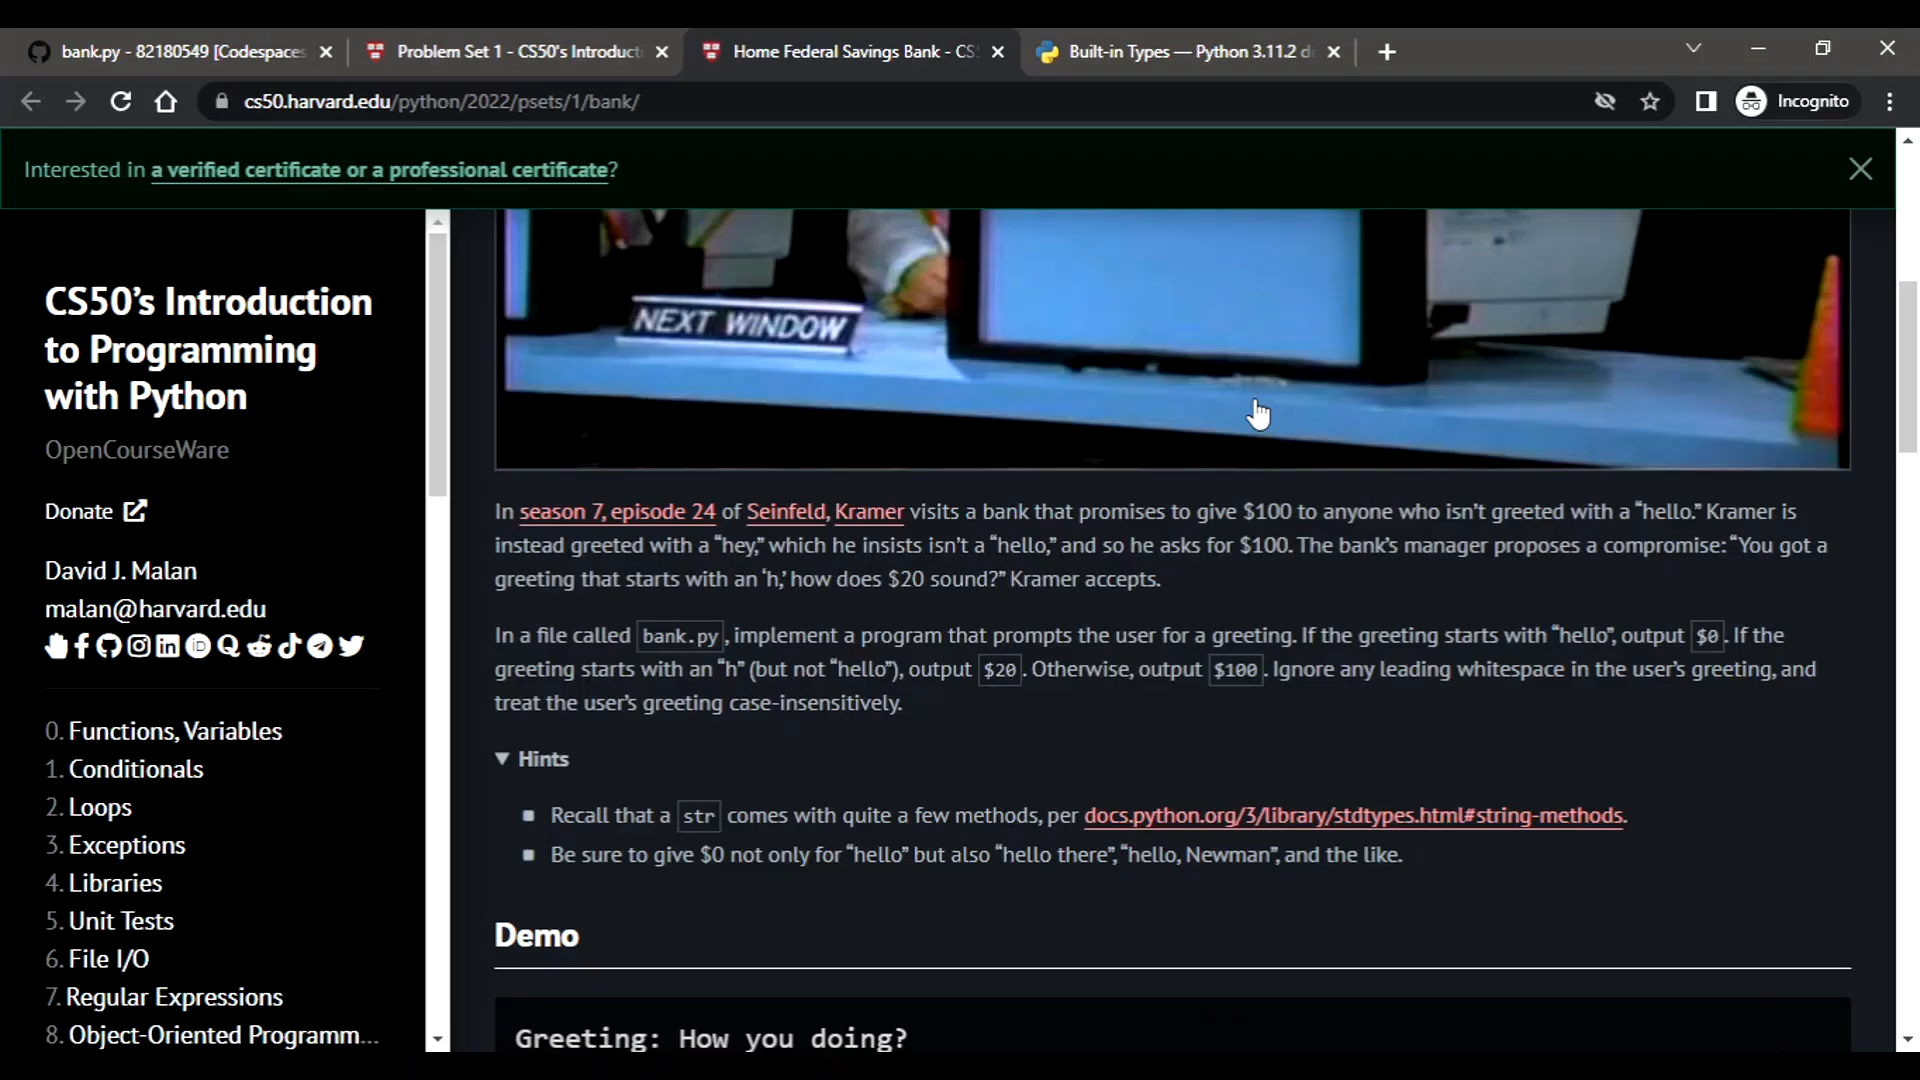 bank.py - 82180549 [Codespaces
Problem Set 1 - CS50's Introducti
Home Federal Savings Bank - CS
Built-in Types — Python 3.11.2 d
cs50.harvard.edu/python/2022/psets/1/bank/
Incognito
Interested in a verified certificate or a professional certificate?
CS50’s Introduction
to Programming
with Python
OpenCourseWare
Donate
David J. Malan
malan@harvard.edu
0. Functions, Variables
1. Conditionals
2. Loops
3. Exceptions
4. Libraries
5. Unit Tests
6. File I/O
7. Regular Expressions
8. Object-Oriented Programm...
NEXT WINDOW
In season 7, episode 24 of Seinfeld, Kramer visits a bank that promises to give $100 to anyone who isn’t greeted with a “hello.” Kramer is
instead greeted with a “hey,” which he insists isn’t a “hello,” and so he asks for $100. The bank’s manager proposes a compromise: “You got a
greeting that starts with an ‘h,’ how does $20 sound?” Kramer accepts.
In a file called bank.py, implement a program that prompts the user for a greeting. If the greeting starts with “hello”, output $0. If the
greeting starts with an “h” (but not “hello”), output $20. Otherwise, output $100. Ignore any leading whitespace in the user’s greeting, and
treat the user’s greeting case-insensitively.
▼ Hints
Recall that a str comes with quite a few methods, per docs.python.org/3/library/stdtypes.html#string-methods.
Be sure to give $0 not only for “hello” but also “hello there”, “hello, Newman”, and the like.
Demo
Greeting: How you doing?